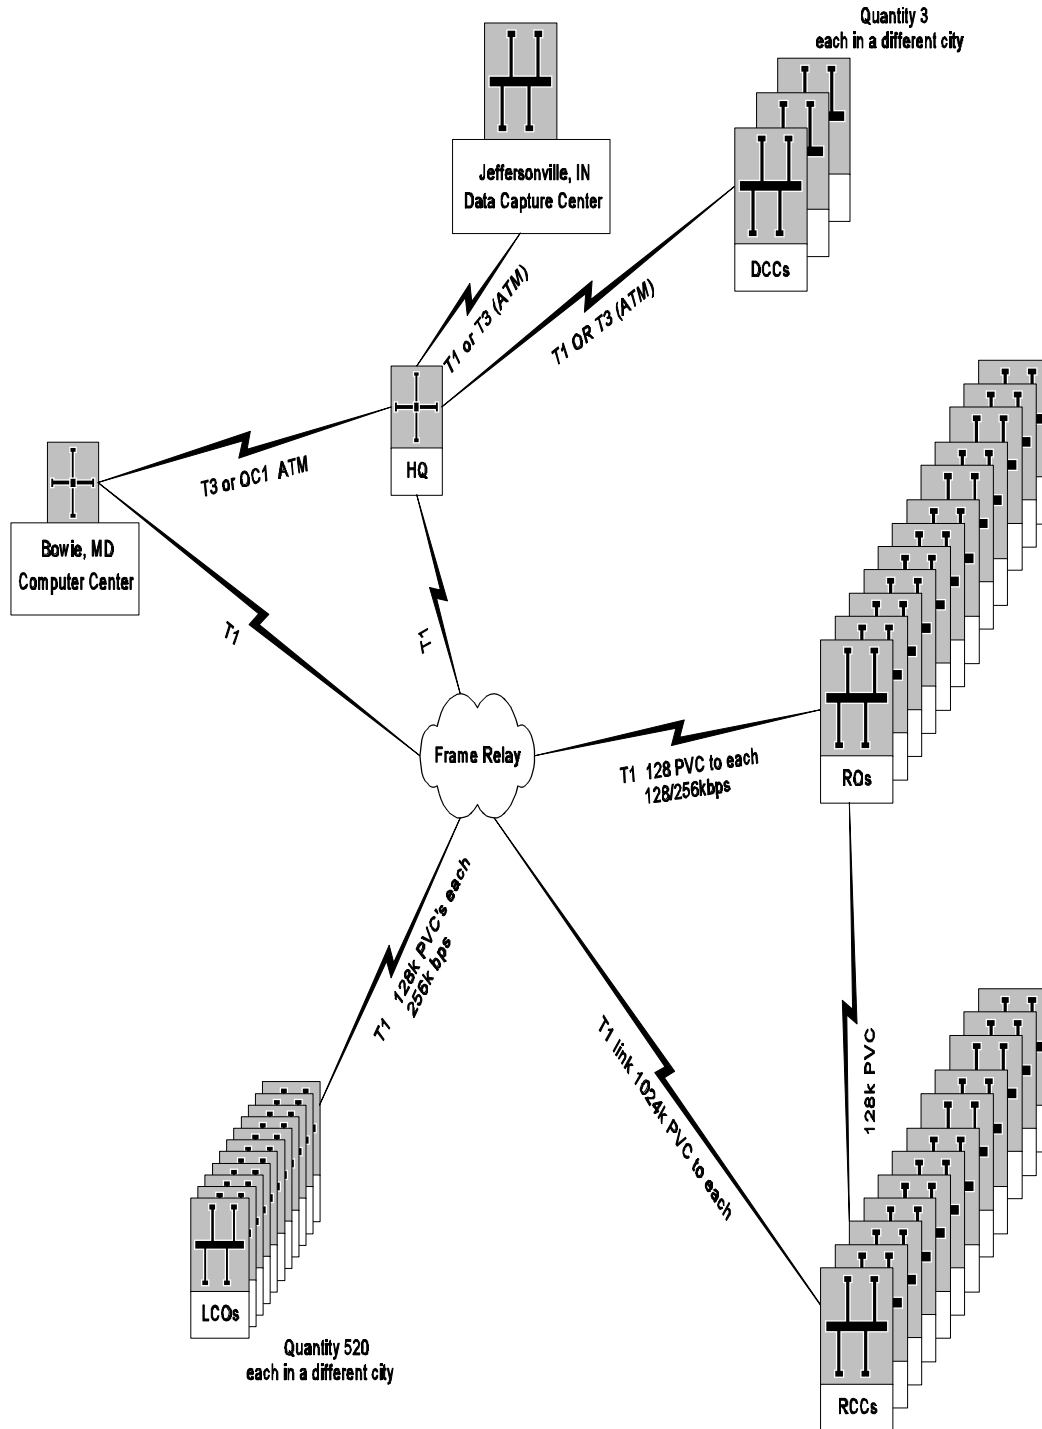 Quantity 3
each in a different city
Jeffersonville, IN
Data Capture Center
DCCs
T1 or T3 (ATM)
T1 OR T3 (ATM)
HQ
T3 or OC1 ATM
Bowie, MD
Computer Center
T1
T1
Frame Relay
T1 128 PVC to each
128/256kbps
ROs
T1 128k PVC's each
256k bps
T1 link 1024k PVC to each
128k PVC
LCOs
Quantity 520
each in a different city
RCCs